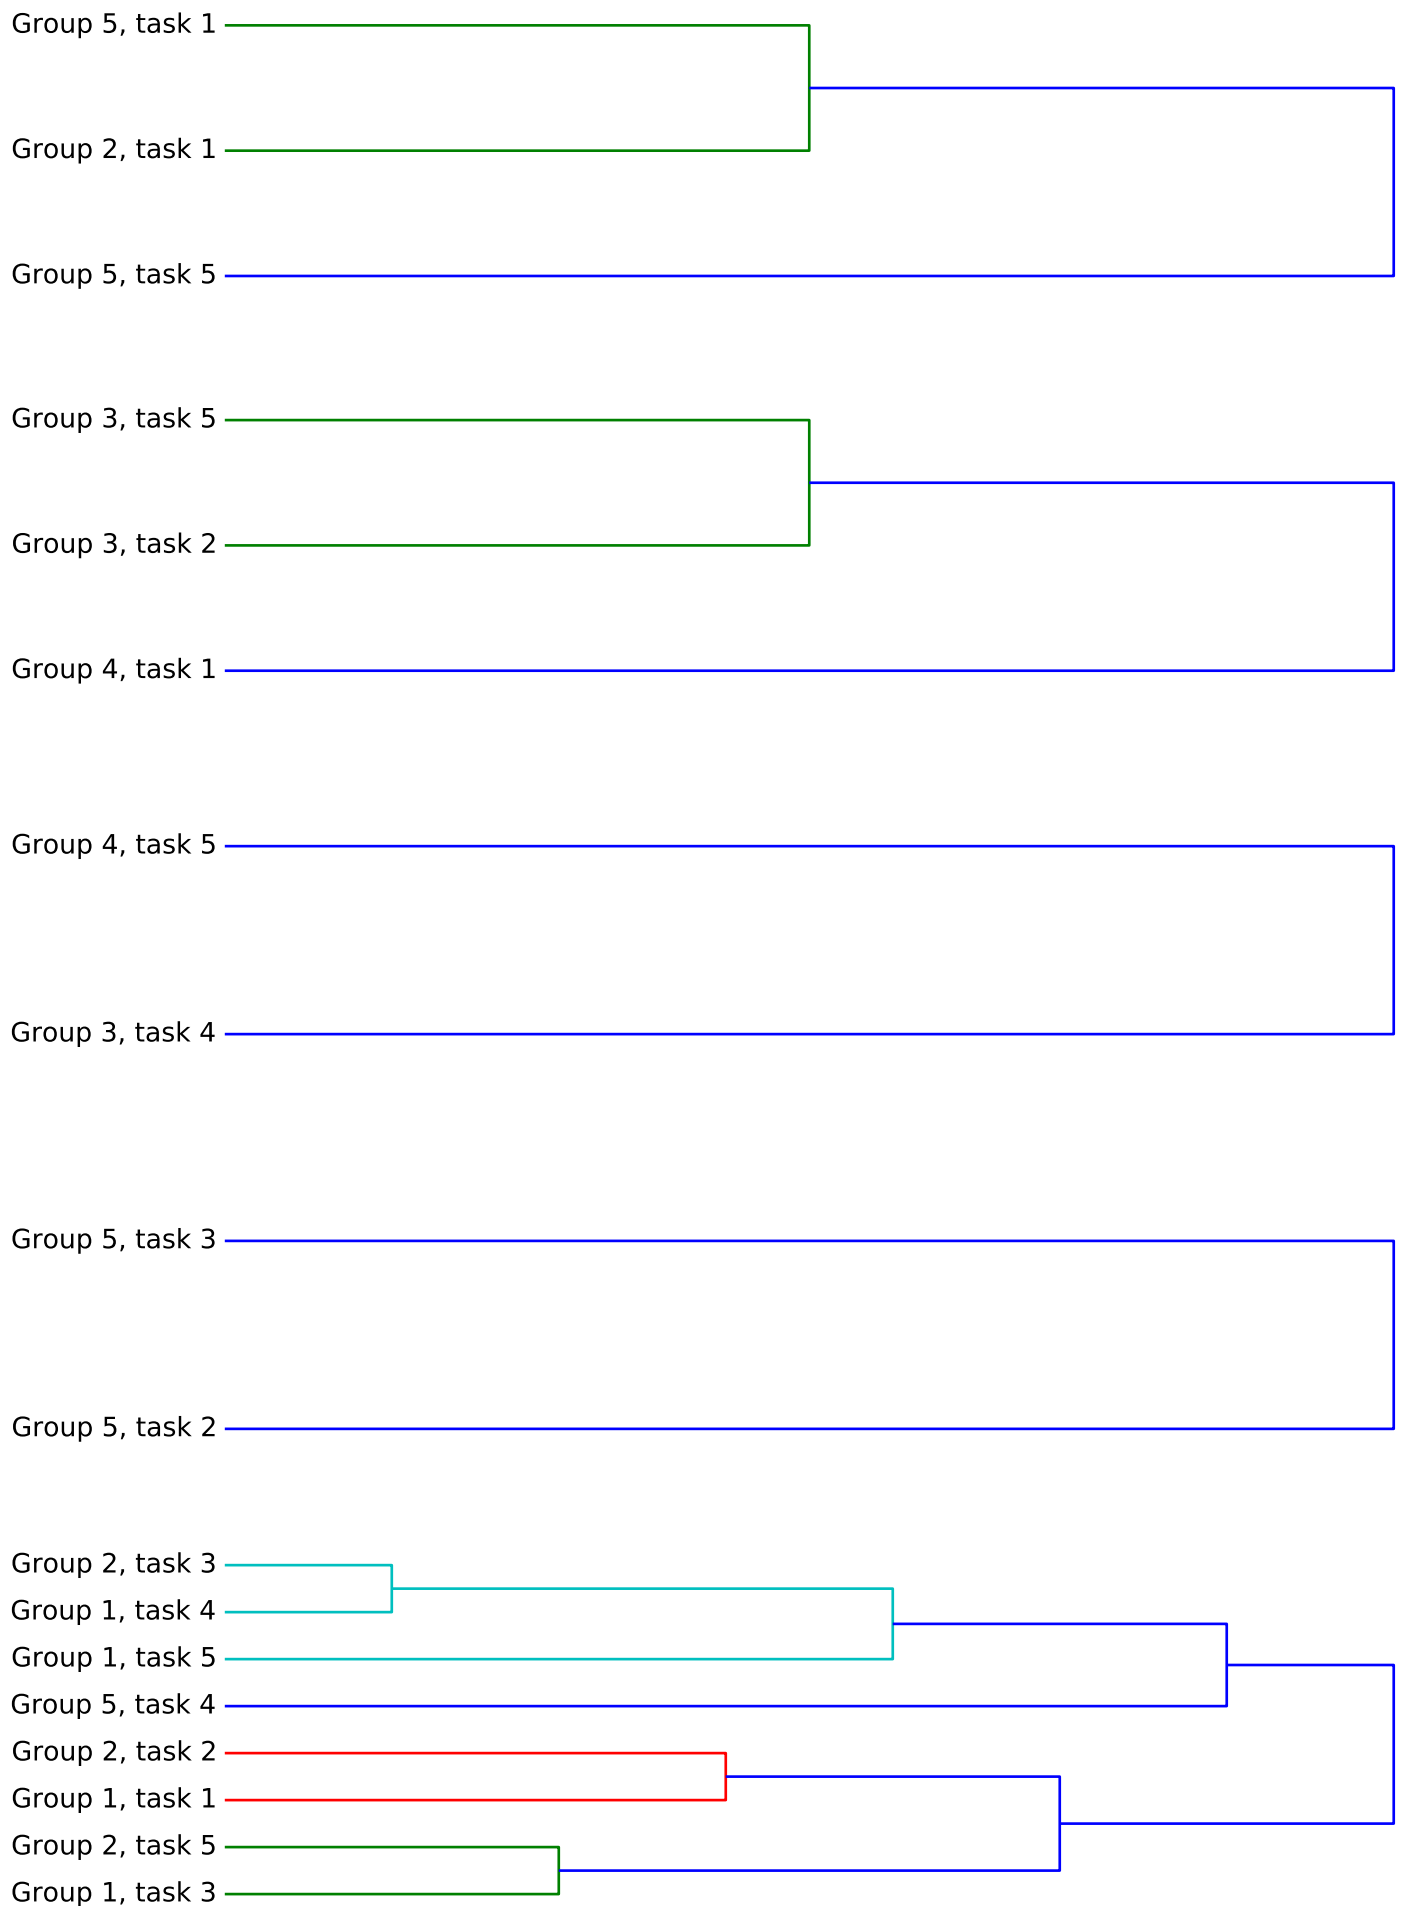 Group 5, task 1
Group 2, task 1
Group 5, task 5
Group 3, task 5
Group 3, task 2
Group 4, task 1
Group 4, task 5
Group 3, task 4
Group 5, task 3
Group 5, task 2
Group 2, task 3
Group 1, task 4
Group 1, task 5
Group 5, task 4
Group 2, task 2
Group 1, task 1
Group 2, task 5
Group 1, task 3